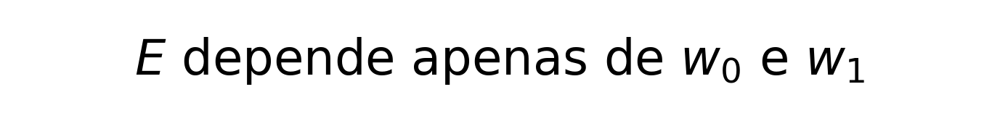 E depende apenas de w₀ e w₁